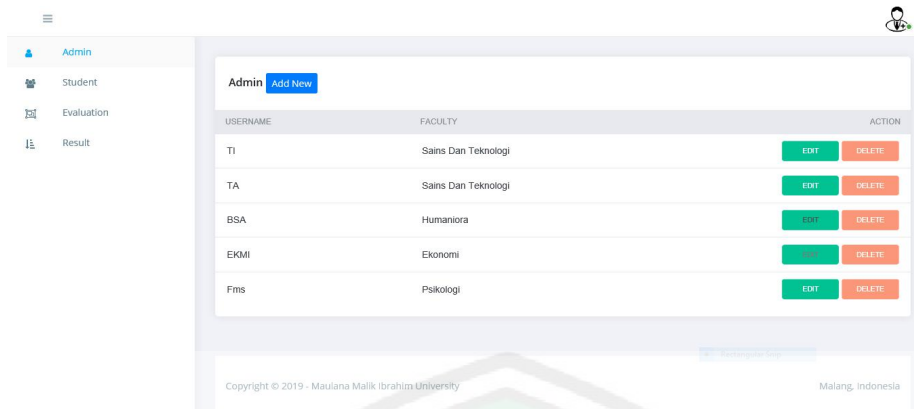 Admin
Student
Evaluation
Result
Admin Add New
USERNAME FACULTY ACTION
TI Sains Dan Teknologi EDIT DELETE
TA Sains Dan Teknologi EDIT DELETE
BSA Humaniora EDIT DELETE
EKMI Ekonomi EDIT DELETE
Fms Psikologi EDIT DELETE
Copyright © 2019 - Maulana Malik Ibrahim University Malang, Indonesia